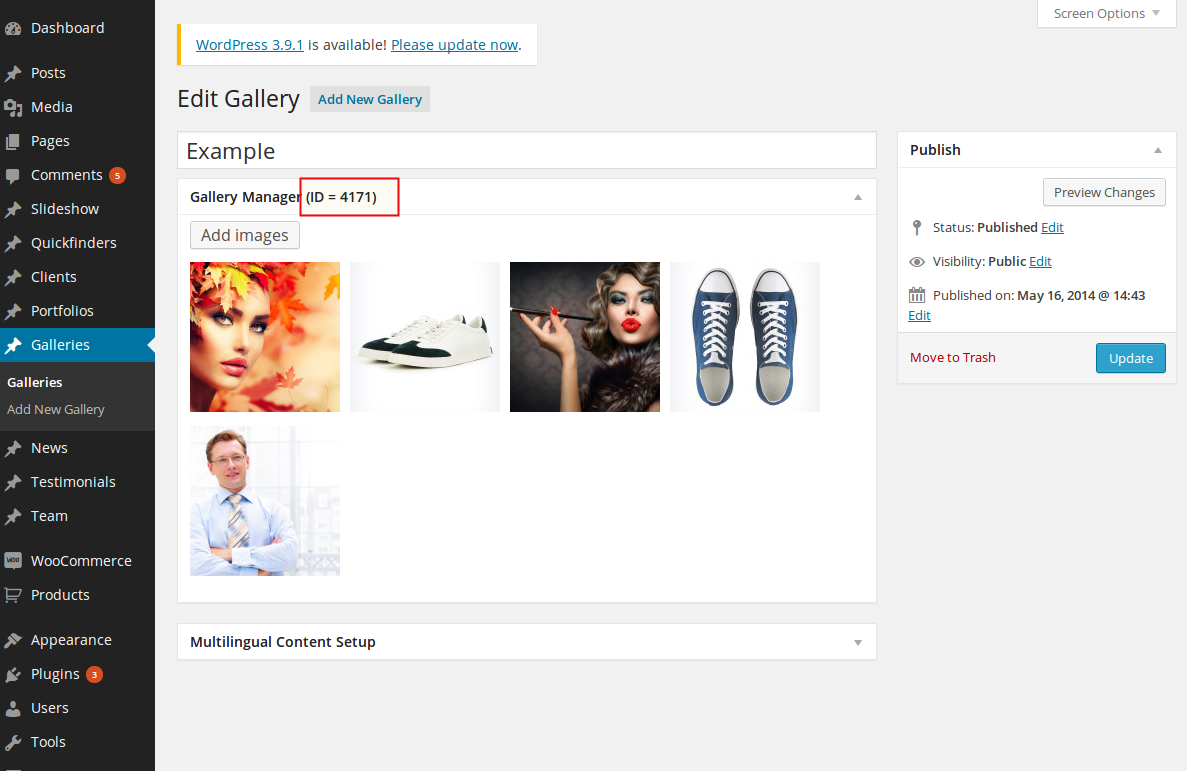 Screen Options
WordPress 3.9.1 is available! Please update now.
Edit Gallery Add New Gallery
Dashboard
Posts
Media
Pages
Comments 5
Slideshow
Quickfinders
Clients
Portfolios
Galleries
Galleries
Add New Gallery
News
Testimonials
Team
WOO WooCommerce
Products
Appearance
Plugins 3
Users
Tools
Example
Gallery Manager (ID = 4171)
Add images
Multilingual Content Setup
Publish
Preview Changes
Status: Published Edit
Visibility: Public Edit
Published on: May 16, 2014 @ 14:43
Edit
Move to Trash Update